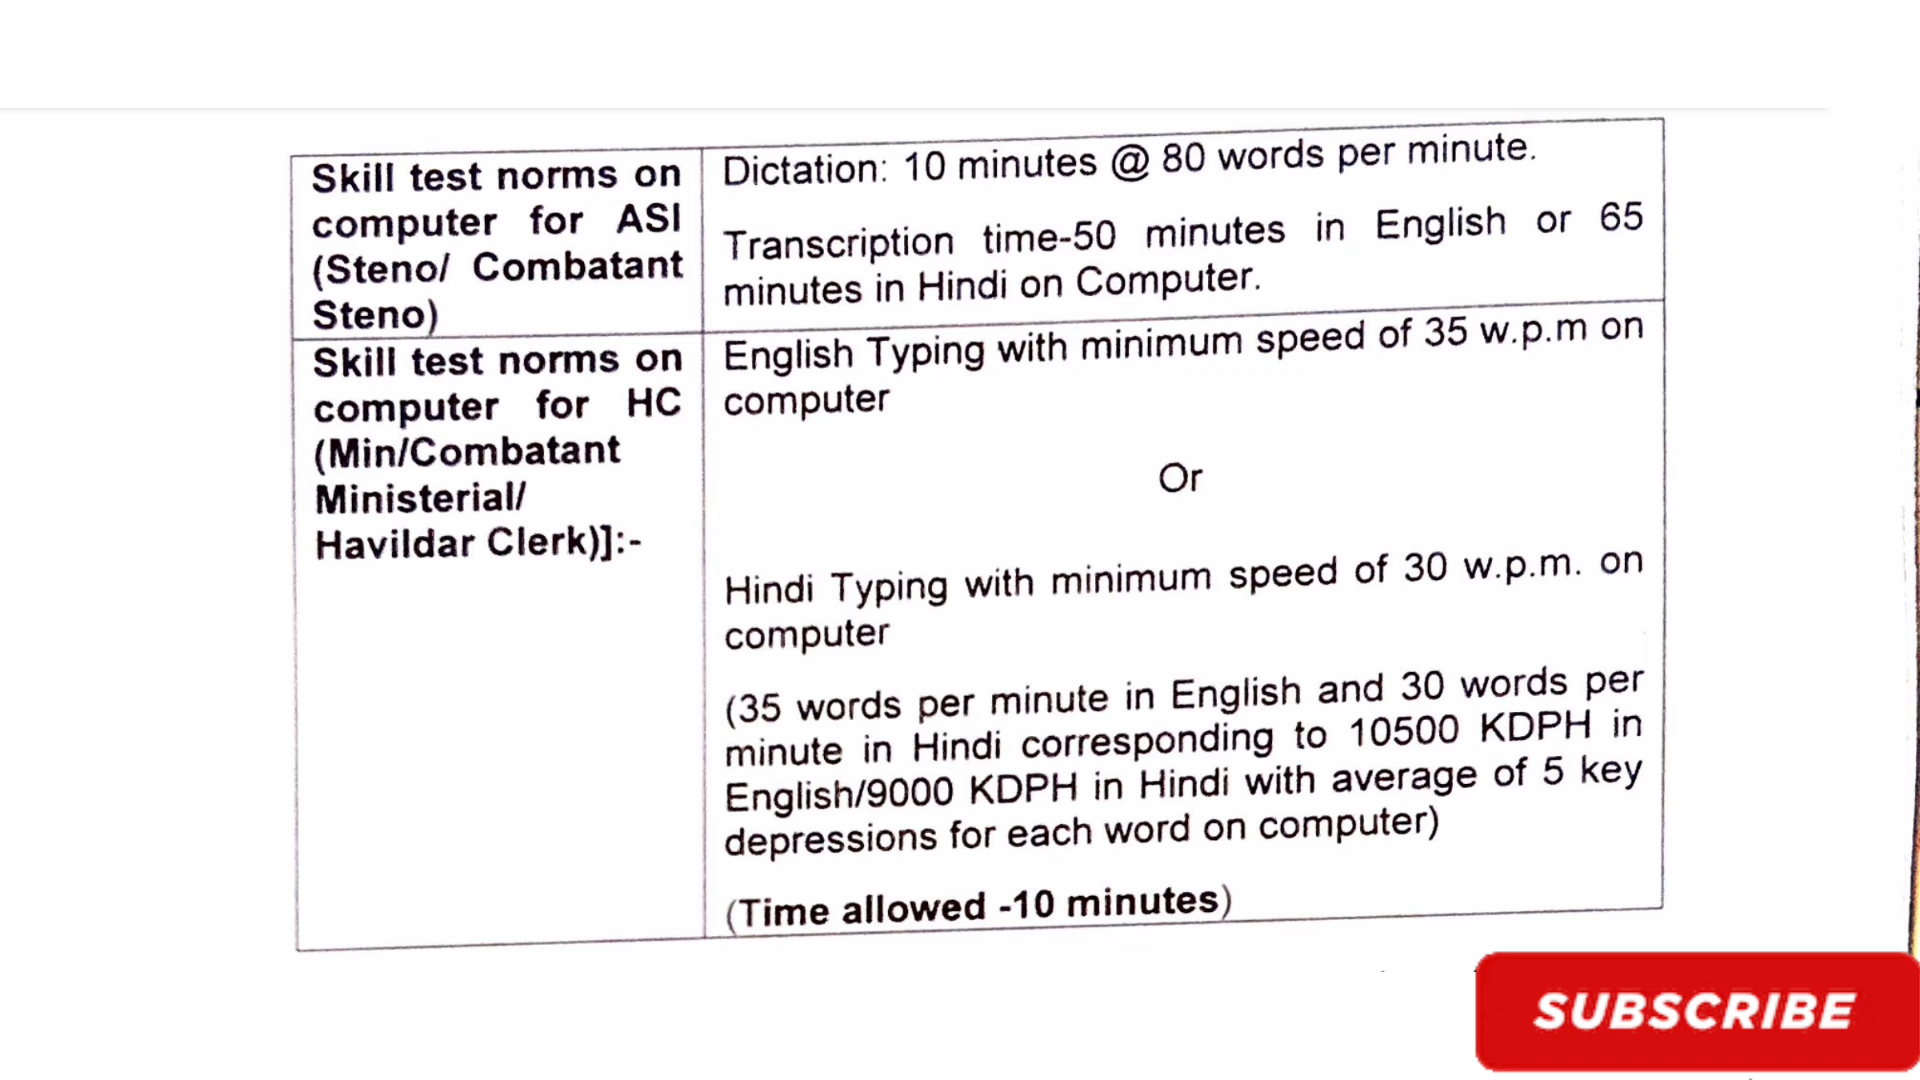 Skill test norms on
computer for ASI
(Steno/ Combatant
Steno)
Dictation: 10 minutes @ 80 words per minute.
Transcription time-50 minutes in English or 65
minutes in Hindi on Computer.
Skill test norms on
computer for HC
(Min/Combatant
Ministerial/
Havildar Clerk)]:-
English Typing with minimum speed of 35 w.p.m on
computer
Or
Hindi Typing with minimum speed of 30 w.p.m. on
computer
(35 words per minute in English and 30 words per
minute in Hindi corresponding to 10500 KDPH in
English/9000 KDPH in Hindi with average of 5 key
depressions for each word on computer)
(Time allowed -10 minutes)
SUBSCRIBE